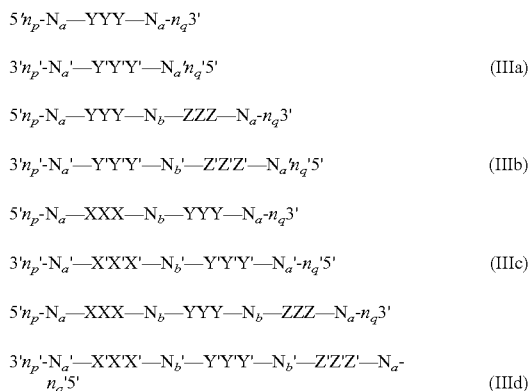 5'n_p-N_a—YYY—N_a-n_q3'
3'n_p'-N_a'—Y'Y'Y'—N_a'n_q'5' (IIIa)
5'n_p-N_a—YYY—N_b—ZZZ—N_a-n_q3'
3'n_p'-N_a'—Y'Y'Y'—N_b'—Z'Z'Z'—N_a'n_q'5' (IIIb)
5'n_p-N_a—XXX—N_b—YYY—N_a-n_q3'
3'n_p'-N_a'—X'X'X'—N_b'—Y'Y'Y'—N_a'-n_q'5' (IIIc)
5'n_p-N_a—XXX—N_b—YYY—N_b—ZZZ—N_a-n_q3'
3'n_p'-N_a'—X'X'X'—N_b'—Y'Y'Y'—N_b'—Z'Z'Z'—N_a-
n_q'5' (IIId)